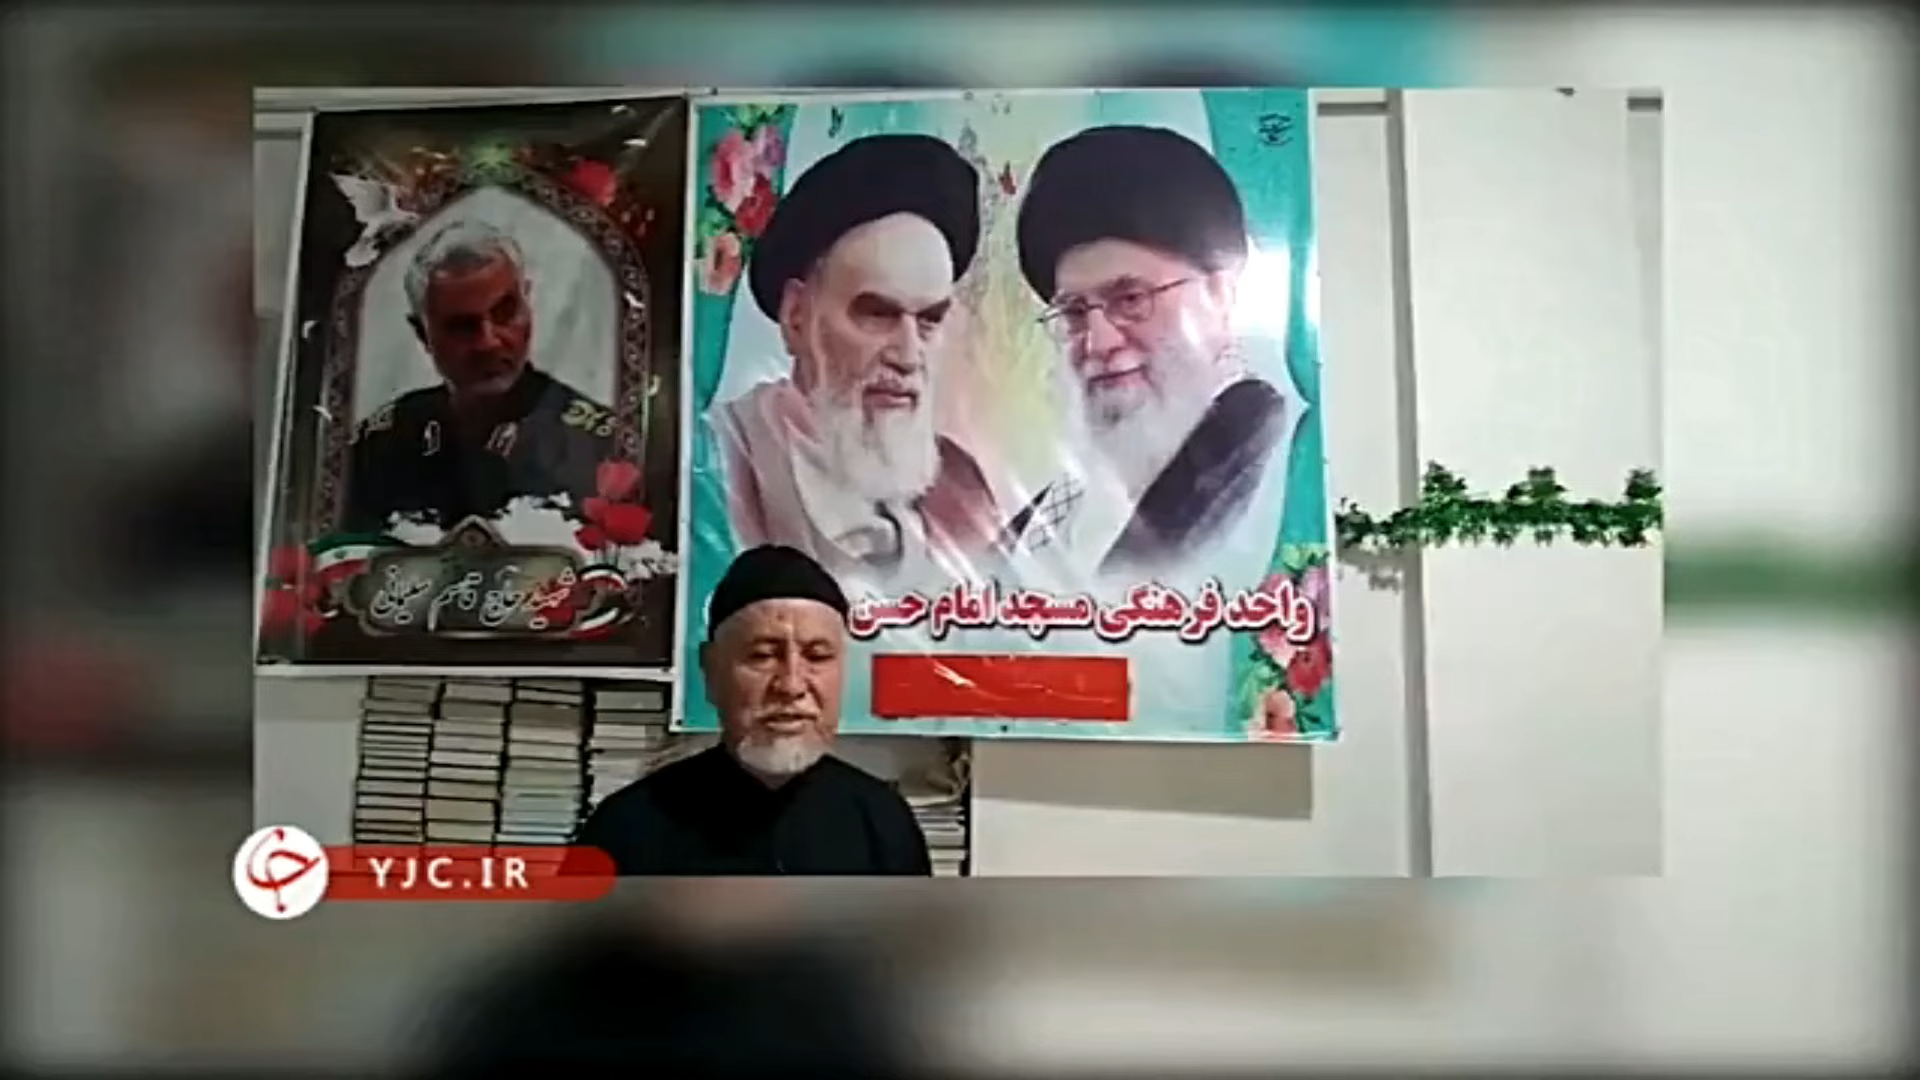 شهید حاج قاسم سلیمانی
واحد فرهنگی مسجد امام حسن
YJC.IR